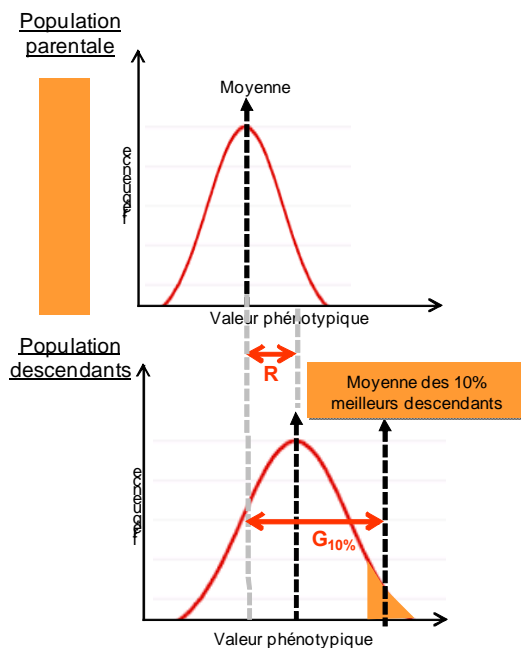 Population
parentale
Moyenne
Valeur phénotypique
Population
descendants
R
Moyenne des 10%
meilleurs descendants
G10%
Valeur phénotypique